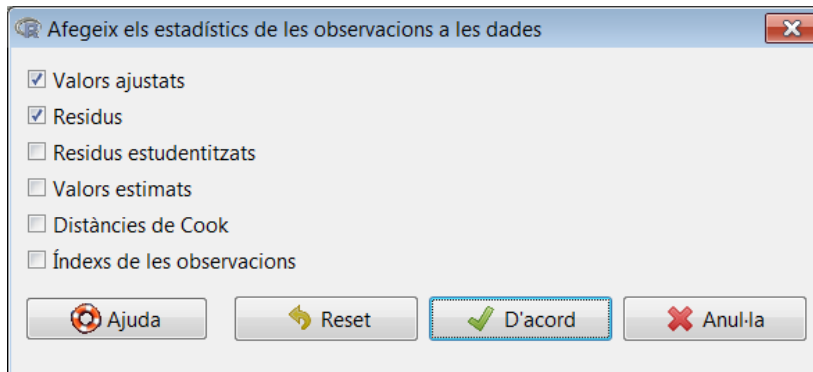 Afegeix els estadístics de les observacions a les dades
Valors ajustats
Residus
Residus estudentitzats
Valors estimats
Distàncies de Cook
Índexs de les observacions
Ajuda
Reset
D'acord
Anul·la